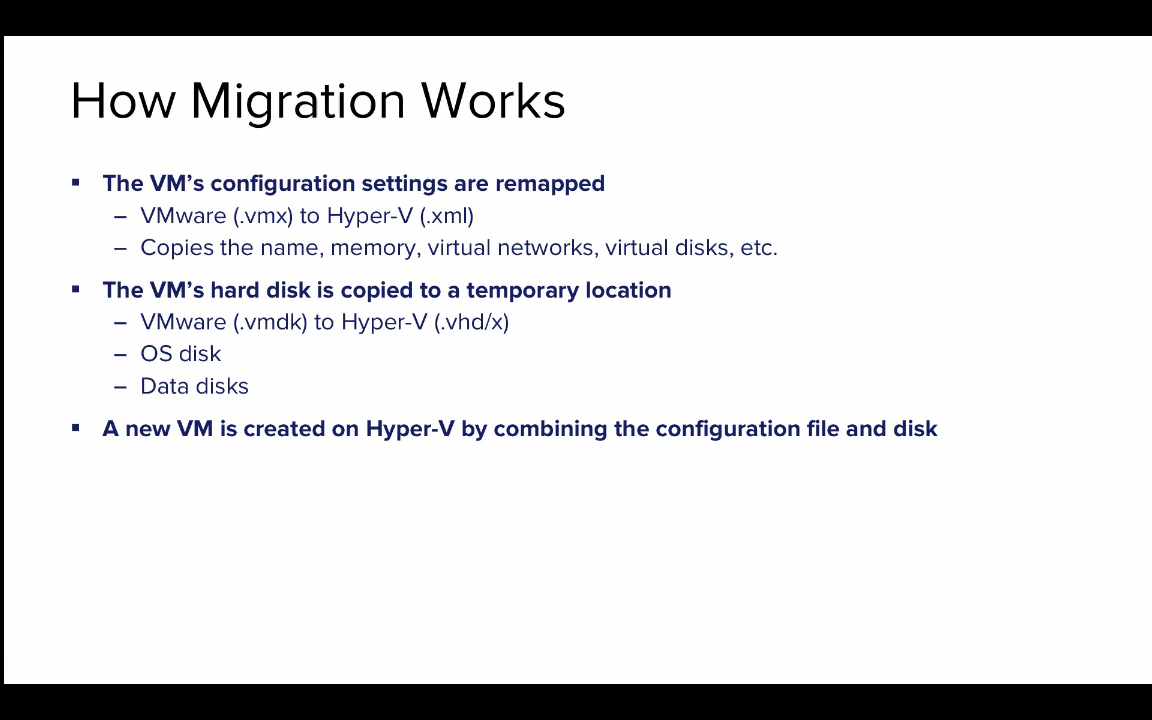 How Migration Works
▪ The VM’s configuration settings are remapped
– VMware (.vmx) to Hyper-V (.xml)
– Copies the name, memory, virtual networks, virtual disks, etc.
▪ The VM’s hard disk is copied to a temporary location
– VMware (.vmdk) to Hyper-V (.vhd/x)
– OS disk
– Data disks
▪ A new VM is created on Hyper-V by combining the configuration file and disk